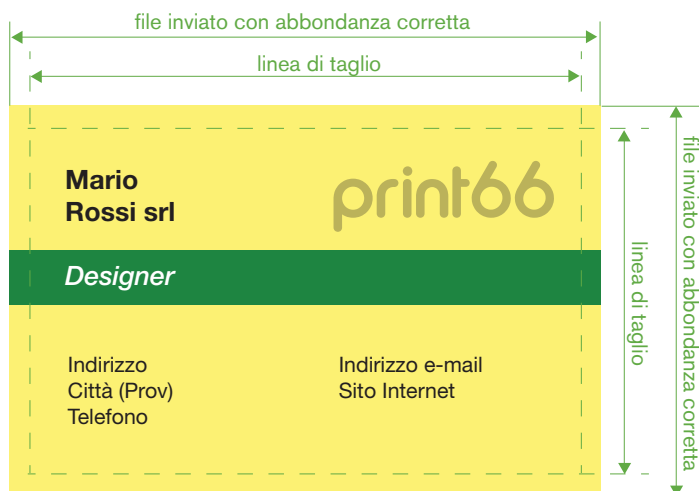 file inviato con abbondanza corretta
linea di taglio
Mario
Rossi srl
print66
Designer
Indirizzo
Città (Prov)
Telefono
Indirizzo e-mail
Sito Internet
linea di taglio
file inviato con abbondanza corretta